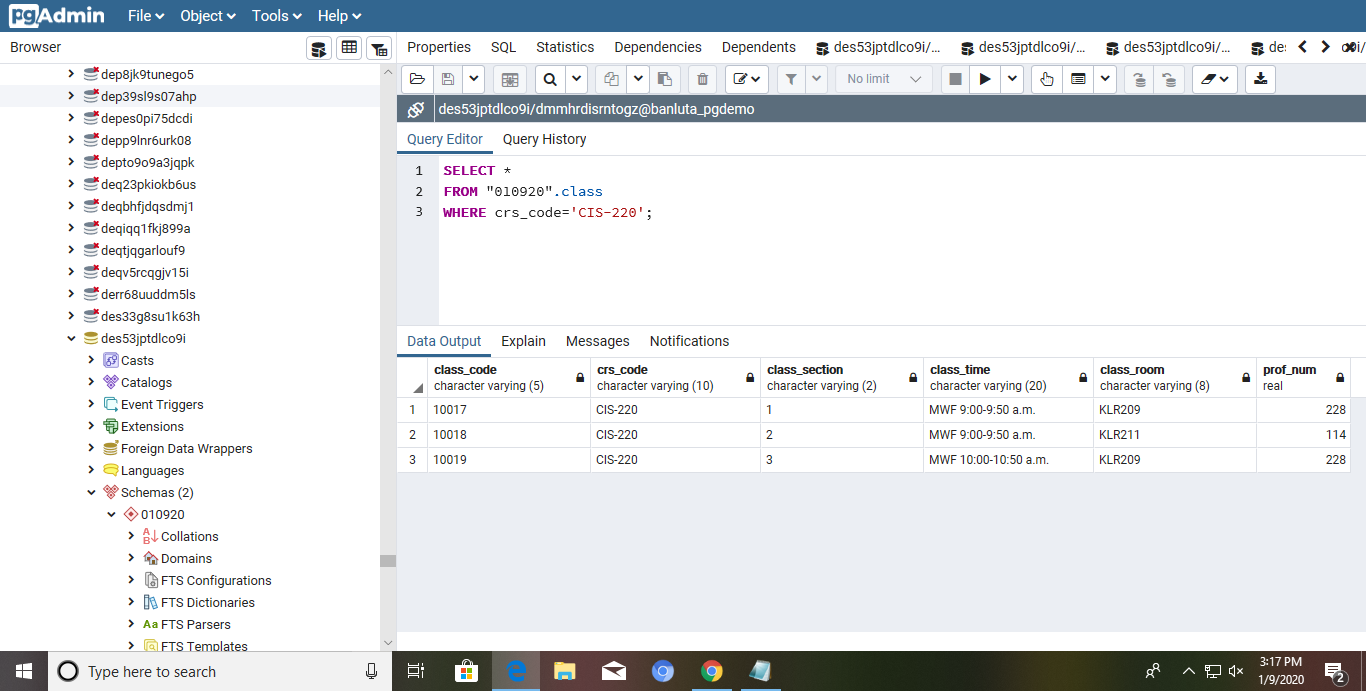 pgAdmin File Object Tools Help
Browser
Properties SQL Statistics Dependencies Dependents des53jptdlco9i/... des53jptdlco9i/... des53jptdlco9i/...
No limit
des53jptdlco9i/dmmhrdisrntogz@banluta_pgdemo
Query Editor Query History
1 SELECT *
2 FROM "010920".class
3 WHERE crs_code='CIS-220';
dep8jk9tunego5
dep39sl9s07ahp
depes0pi75dcdi
depp9lnr6urk08
depto9o9a3jqpk
deq23pkiokb6us
deqbhfjdqsdmj1
deqiqq1fkj899a
deqtjqgarlouf9
deqv5rcqgjv15i
derr68uuddm5ls
des33g8su1k63h
des53jptdlco9i
Casts
Catalogs
Event Triggers
Extensions
Foreign Data Wrappers
Languages
Schemas (2)
010920
Collations
Domains
FTS Configurations
FTS Dictionaries
Aa FTS Parsers
FTS Templates
Data Output Explain Messages Notifications
class_code crs_code class_section class_time class_room prof_num
character varying (5) character varying (10) character varying (2) character varying (20) character varying (8) real
1 10017 CIS-220 1 MWF 9:00-9:50 a.m. KLR209 228
2 10018 CIS-220 2 MWF 9:00-9:50 a.m. KLR211 114
3 10019 CIS-220 3 MWF 10:00-10:50 a.m. KLR209 228
Type here to search
3:17 PM
1/9/2020
2